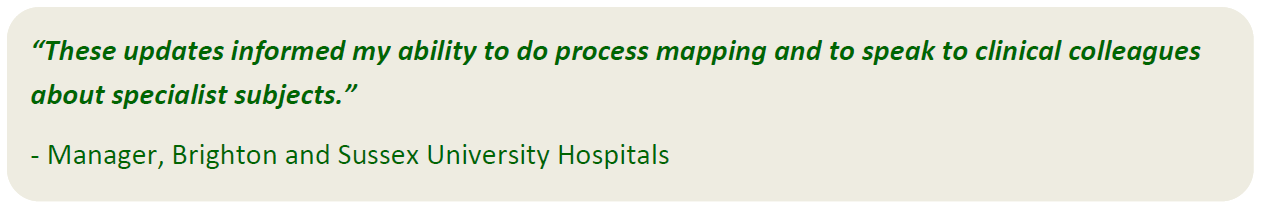 “These updates informed my ability to do process mapping and to speak to clinical colleagues
about specialist subjects.”
- Manager, Brighton and Sussex University Hospitals